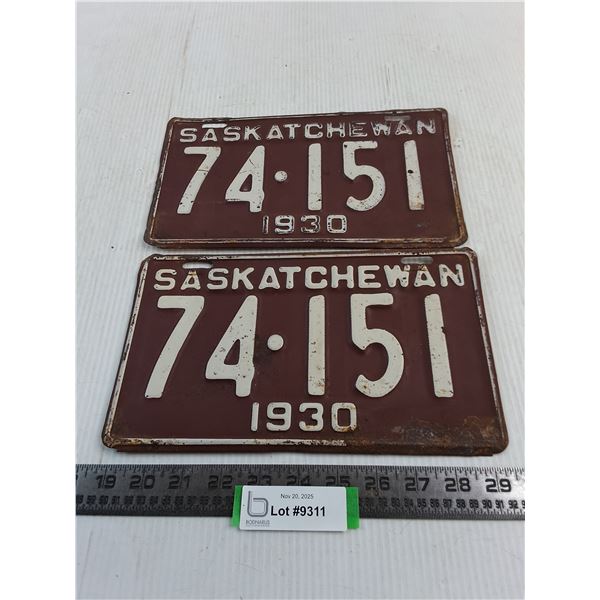 SASKATCHEWAN
74·151
1930
SASKATCHEWAN
74·151
1930
19 20 21 22 23 24 25 26 27 28 29
Nov 20, 2025
Lot #9311
BODNARUS